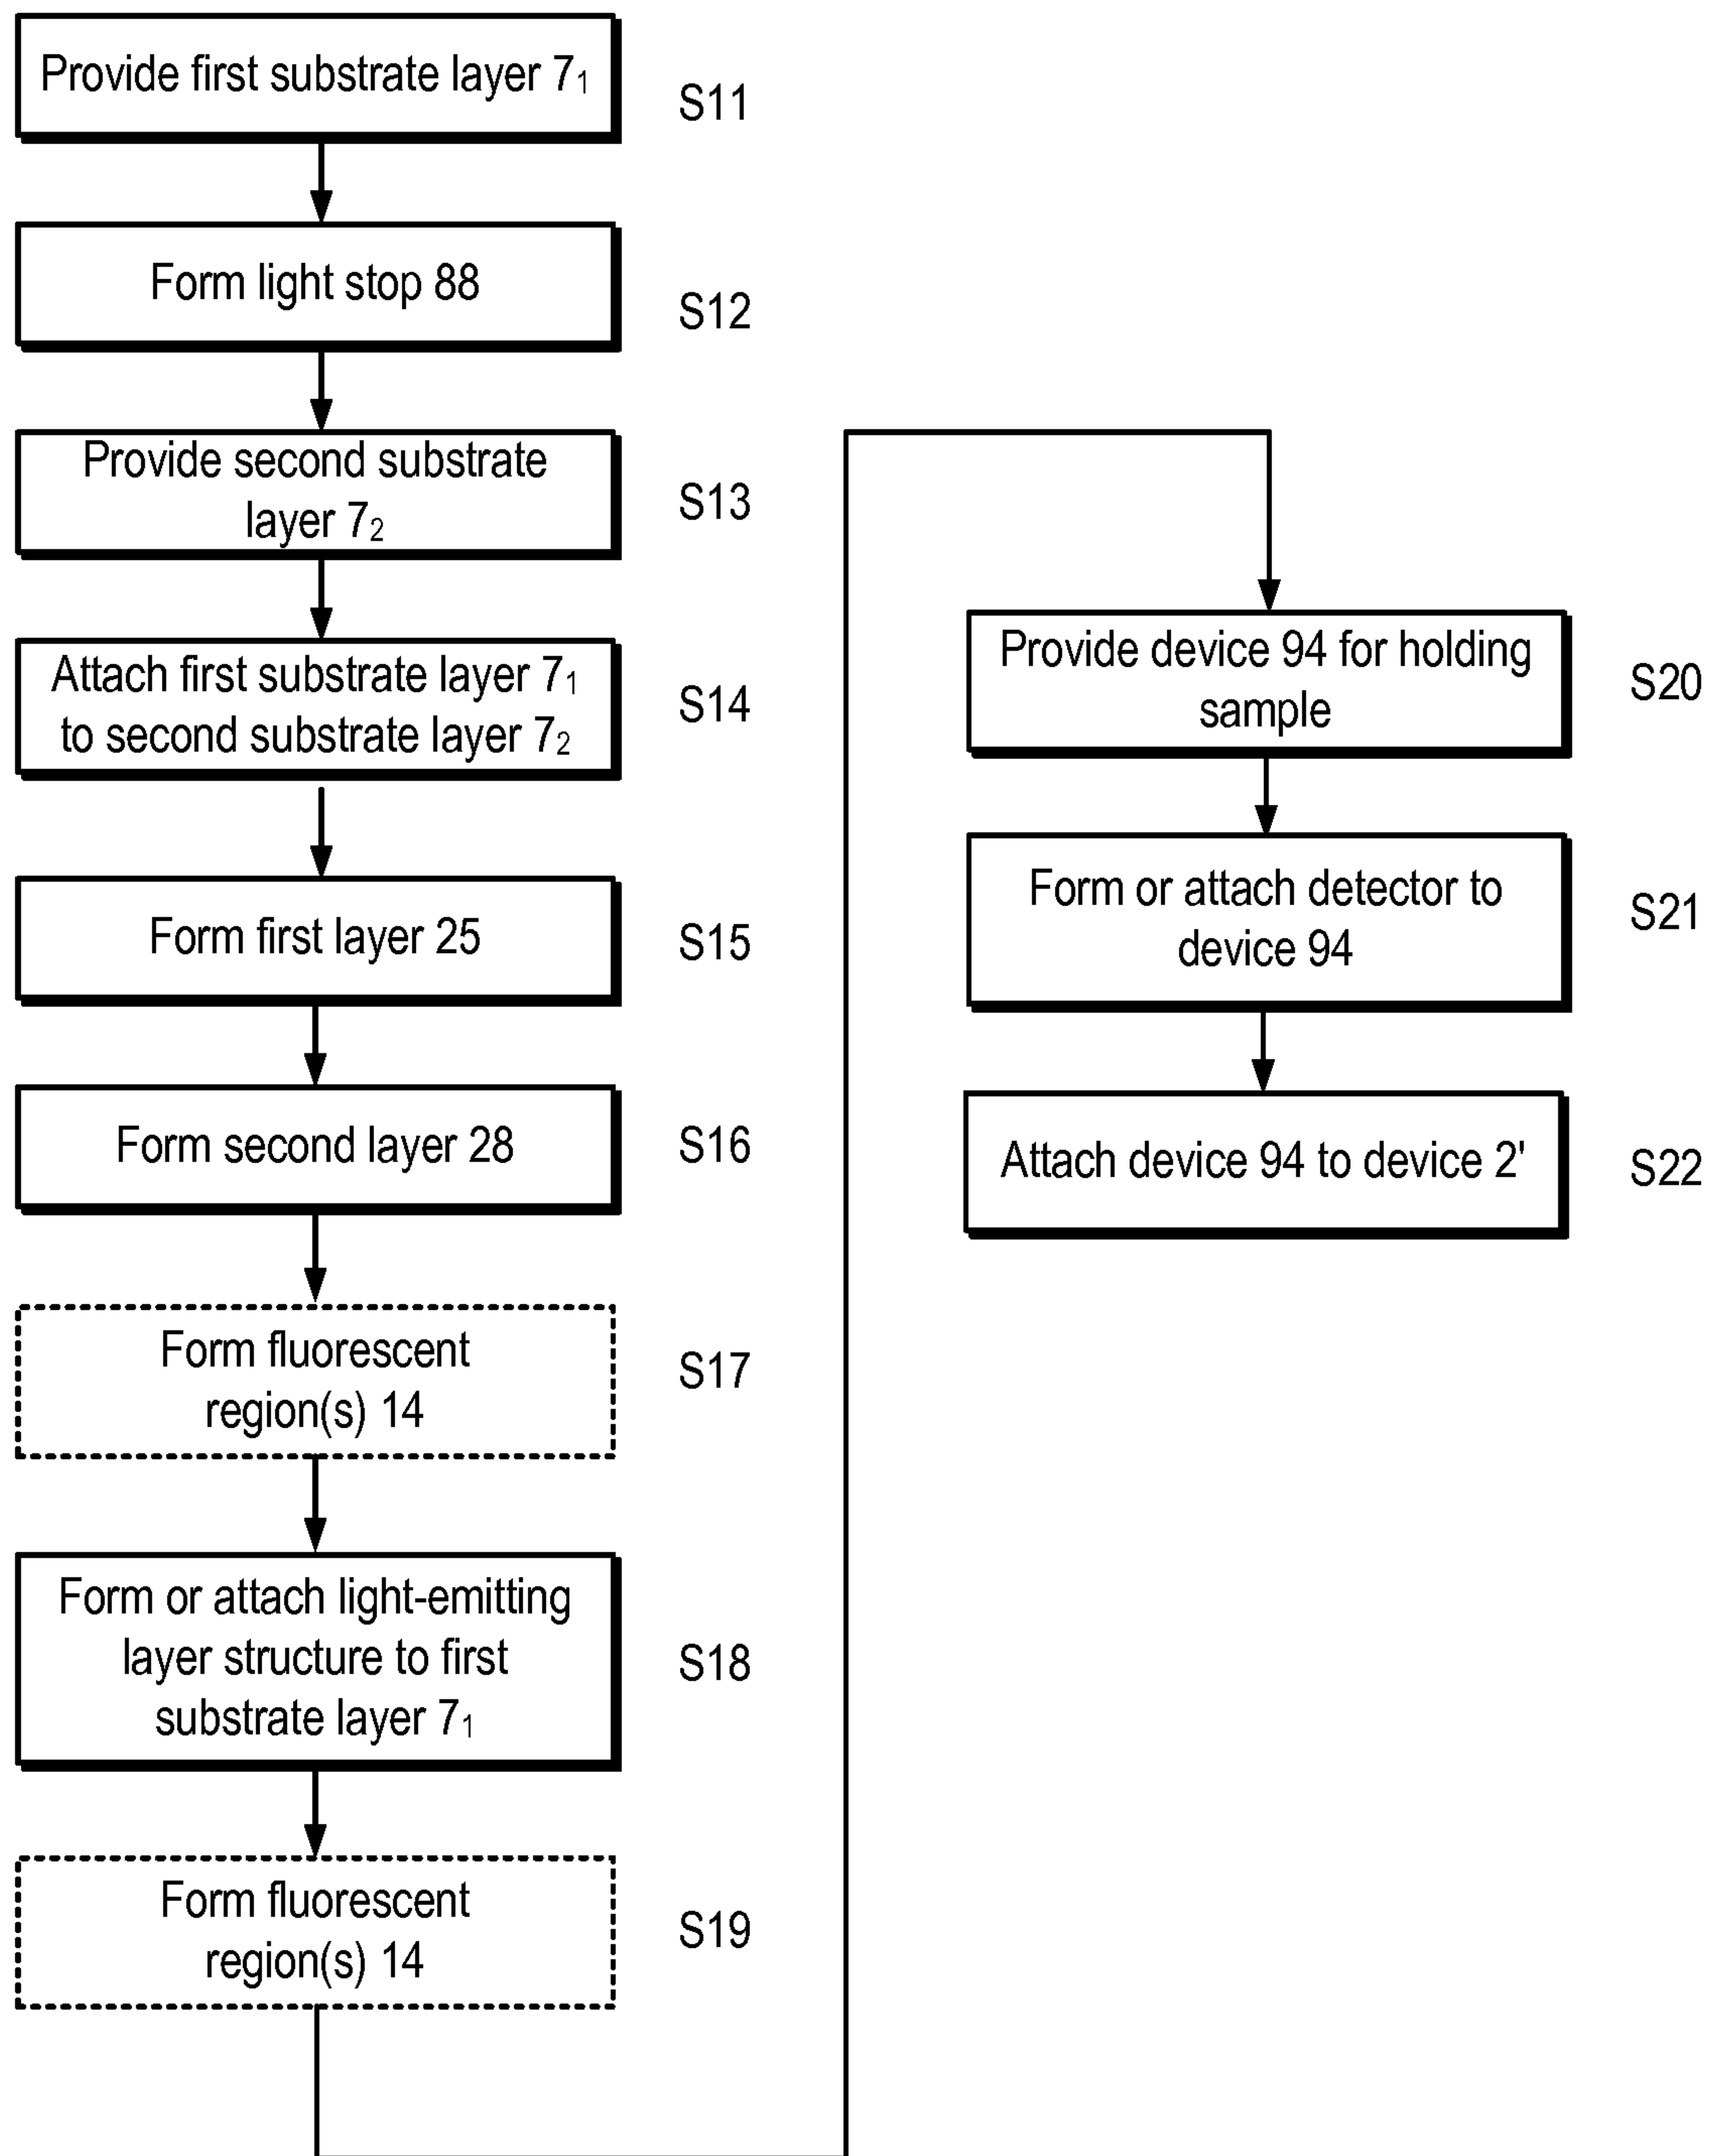 Provide first substrate layer 7₁
S11
Form light stop 88
S12
Provide second substrate
layer 7₂
S13
Attach first substrate layer 7₁
to second substrate layer 7₂
S14
Form first layer 25
S15
Form second layer 28
S16
Form fluorescent
region(s) 14
S17
Form or attach light-emitting
layer structure to first
substrate layer 7₁
S18
Form fluorescent
region(s) 14
S19
Provide device 94 for holding
sample
S20
Form or attach detector to
device 94
S21
Attach device 94 to device 2'
S22